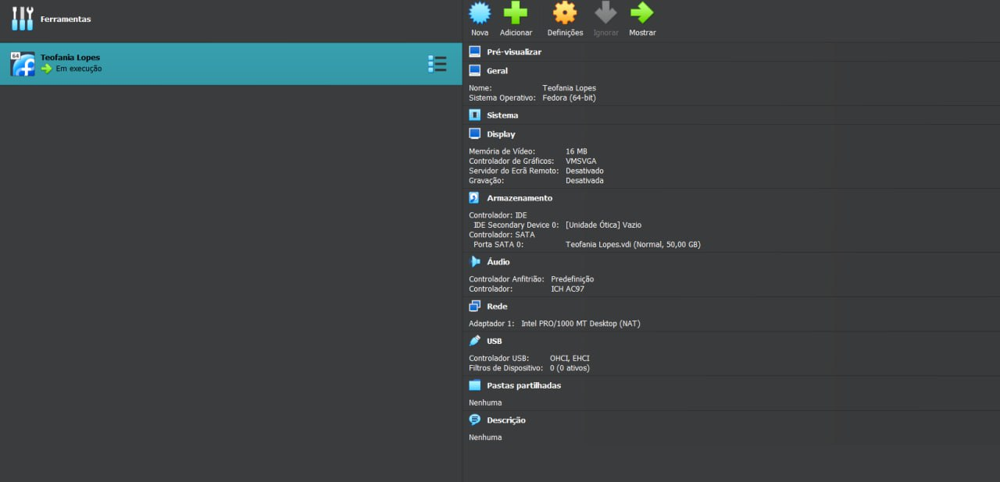 Ferramentas
64
Teofania Lopes
Em execução
Nova Adicionar Definições Ignorar Mostrar
Pré-visualizar
Geral
Nome: Teofania Lopes
Sistema Operativo: Fedora (64-bit)
Sistema
Display
Memória de Vídeo: 16 MB
Controlador de Gráficos: VMSVGA
Servidor do Ecrã Remoto: Desativado
Gravação: Desativada
Armazenamento
Controlador: IDE
IDE Secondary Device 0: [Unidade Ótica] Vazio
Controlador: SATA
Porta SATA 0: Teofania Lopes.vdi (Normal, 50,00 GB)
Áudio
Controlador Anfitrião: Predefinição
Controlador: ICH AC97
Rede
Adaptador 1: Intel PRO/1000 MT Desktop (NAT)
USB
Controlador USB: OHCI, EHCI
Filtros de Dispositivo: 0 (0 ativos)
Pastas partilhadas
Nenhuma
Descrição
Nenhuma